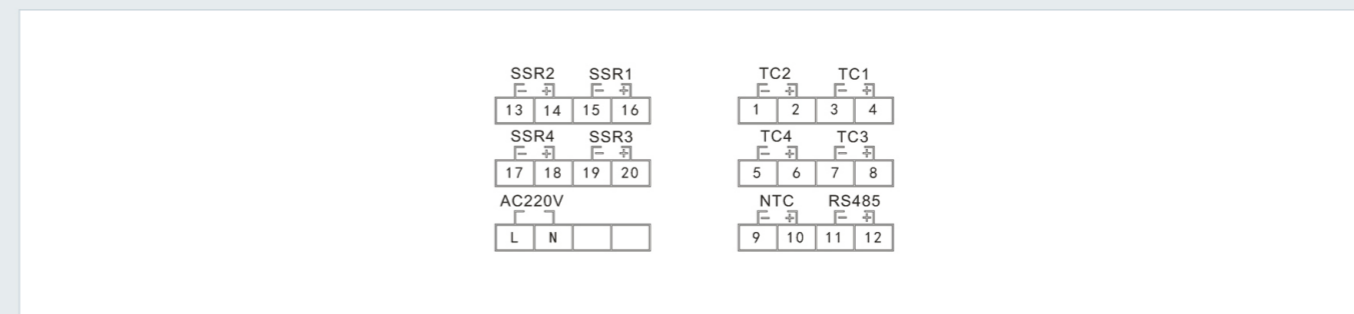 SSR2 SSR1
- + - +
13 14 15 16
SSR4 SSR3
- + - +
17 18 19 20
AC220V
L N
TC2 TC1
- + - +
1 2 3 4
TC4 TC3
- + - +
5 6 7 8
NTC RS485
- + - +
9 10 11 12